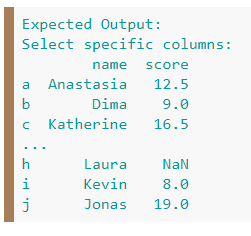 Expected Output:
Select specific columns:
name score
a Anastasia 12.5
b Dima 9.0
c Katherine 16.5
...
h Laura NaN
i Kevin 8.0
j Jonas 19.0